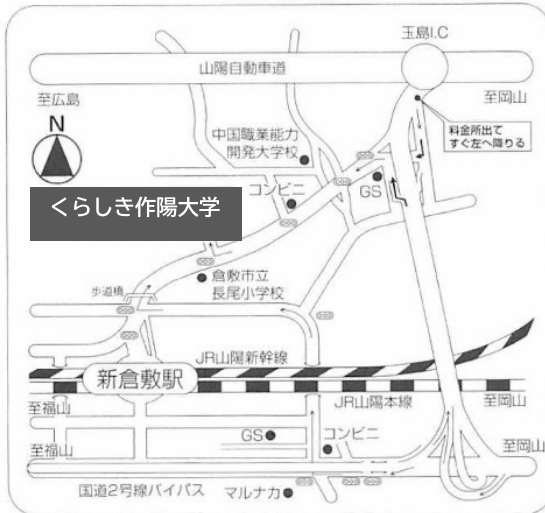 玉島I.C
山陽自動車道
至広島
至岡山
N
料金所出て
すぐ左へ降りる
中国職業能力
開発大学校
コンビニ
GS
くらしき作陽大学
倉敷市立
長尾小学校
歩道橋
JR山陽新幹線
新倉敷駅
JR山陽本線
至福山
至岡山
至福山
GS
コンビニ
至岡山
国道2号線バイパス
マルナカ